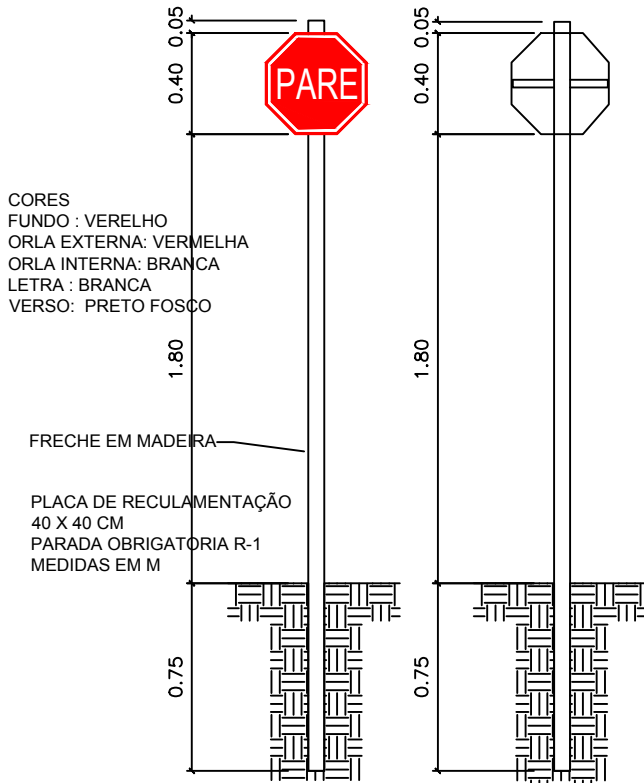 0.05
0.40
PARE
0.05
0.40
CORES
FUNDO : VERELHO
ORLA EXTERNA: VERMELHA
ORLA INTERNA: BRANCA
LETRA : BRANCA
VERSO: PRETO FOSCO
1.80
1.80
FRECHE EM MADEIRA
PLACA DE RECULAMENTAÇÃO
40 X 40 CM
PARADA OBRIGATORIA R-1
MEDIDAS EM M
0.75
0.75